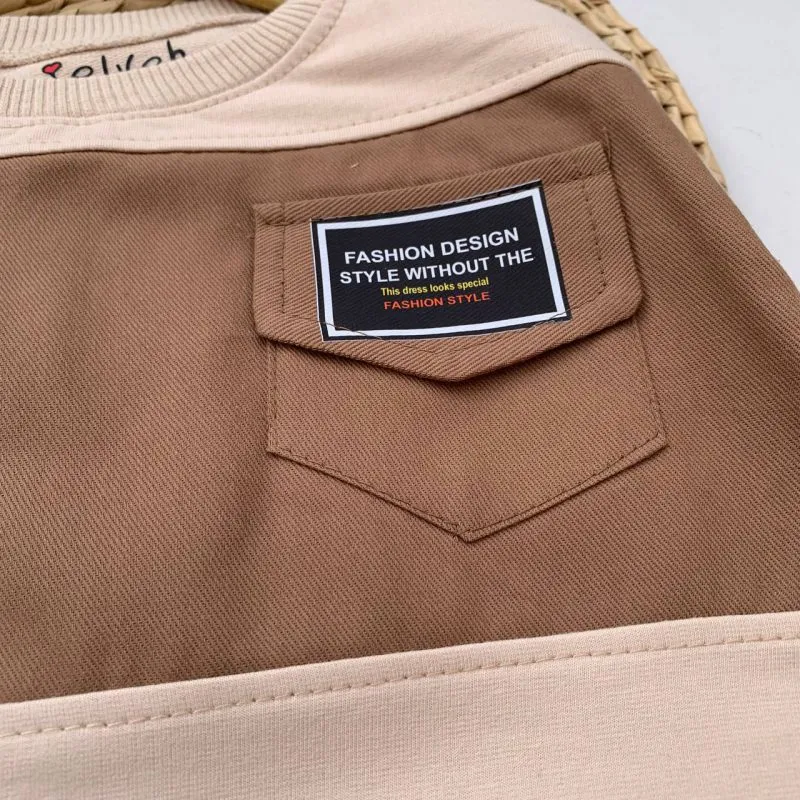 FASHION DESIGN
STYLE WITHOUT THE
This dress looks special
FASHION STYLE